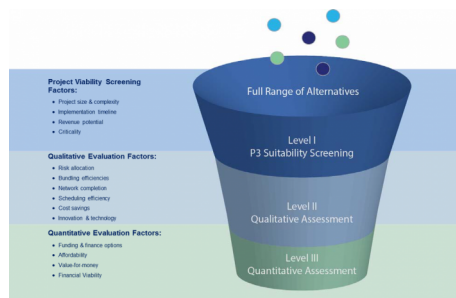 Project Viability Screening
Factors:
• Project size & complexity
• Implementation timeline
• Revenue potential
• Criticality
Qualitative Evaluation Factors:
• Risk allocation
• Bundling efficiencies
• Network completion
• Scheduling efficiency
• Cost savings
• Innovation & technology
Quantitative Evaluation Factors:
• Funding & finance options
• Affordability
• Value-for-money
• Financial Viability
Full Range of Alternatives
Level I
P3 Suitability Screening
Level II
Qualitative Assessment
Level III
Quantitative Assessment